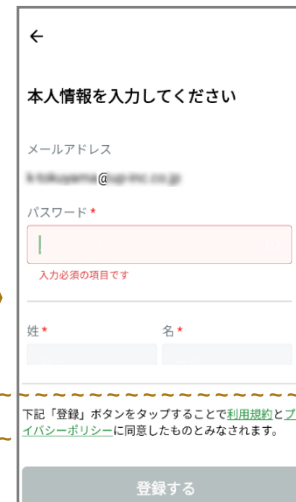 ←
本人情報を入力してください
メールアドレス
@
パスワード *
入力必須の項目です
姓 * 名 *
下記「登録」ボタンをタップすることで利用規約とプ
イバシーポリシーに同意したものとみなされます。
登録する